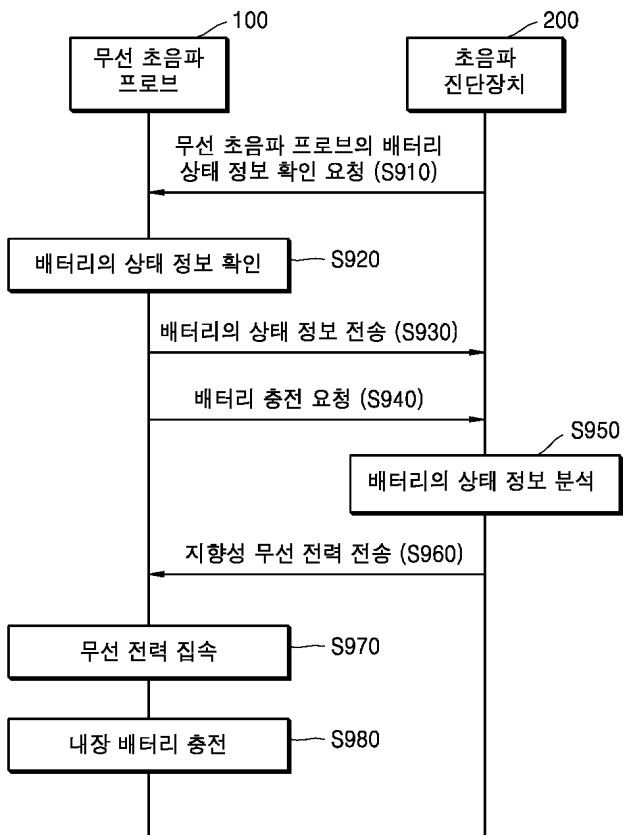 100
200
무선 초음파
프로브
초음파
진단장치
무선 초음파 프로브의 배터리
상태 정보 확인 요청 (S910)
배터리의 상태 정보 확인
S920
배터리의 상태 정보 전송 (S930)
배터리 충전 요청 (S940)
S950
배터리의 상태 정보 분석
지향성 무선 전력 전송 (S960)
무선 전력 집속
S970
내장 배터리 충전
S980